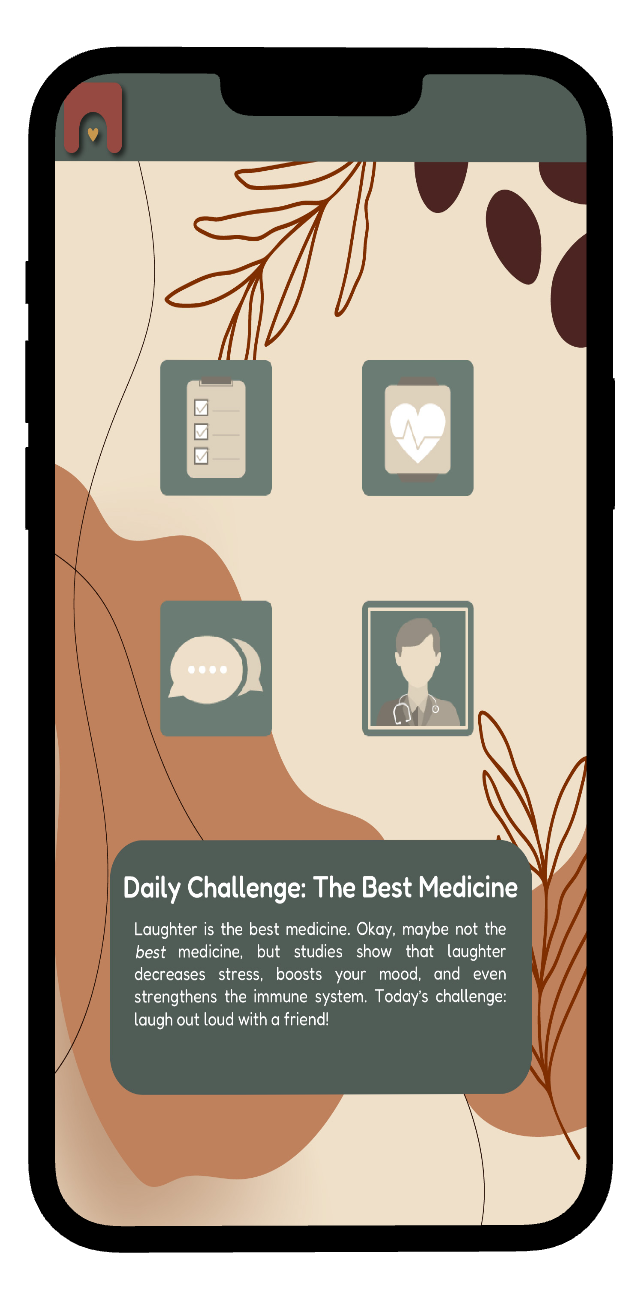 Daily Challenge: The Best Medicine
Laughter is the best medicine. Okay, maybe not the
best medicine, but studies show that laughter
decreases stress, boosts your mood, and even
strengthens the immune system. Today's challenge:
laugh out loud with a friend!